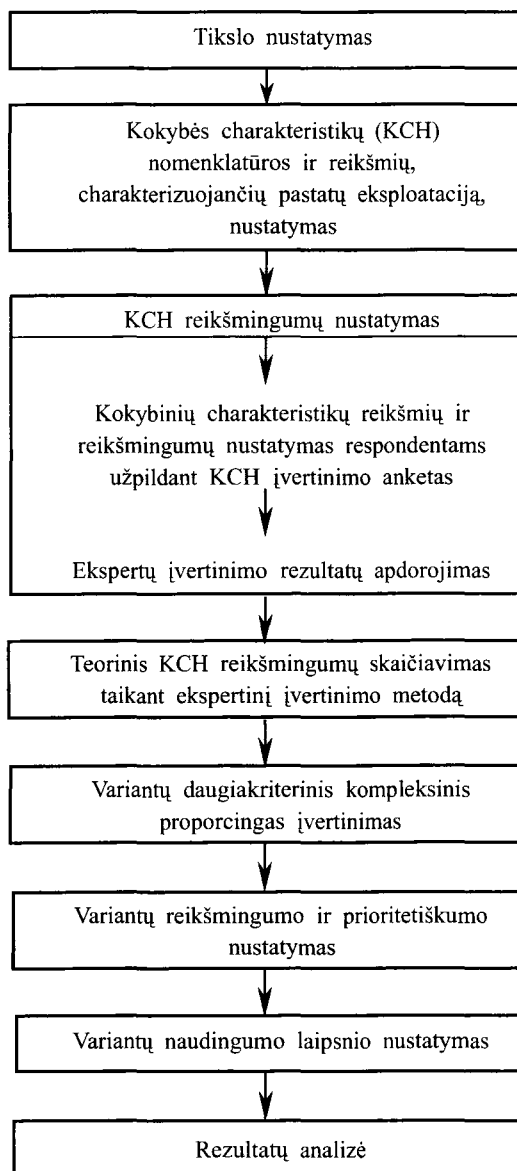 Tikslo nustatymas
Kokybės charakteristikų (KCH)
nomenklatūros ir reikšmių,
charakterizuojančių pastatų eksploataciją,
nustatymas
KCH reikšmingumų nustatymas
Kokybinių charakteristikų reikšmių ir
reikšmingumų nustatymas respondentams
užpildant KCH įvertinimo anketas
Ekspertų įvertinimo rezultatų apdorojimas
Teorinis KCH reikšmingumų skaičiavimas
taikant ekspertinį įvertinimo metodą
Variantų daugiakriterinis kompleksinis
proporcingas įvertinimas
Variantų reikšmingumo ir prioritetiškumo
nustatymas
Variantų naudingumo laipsnio nustatymas
Rezultatų analizė